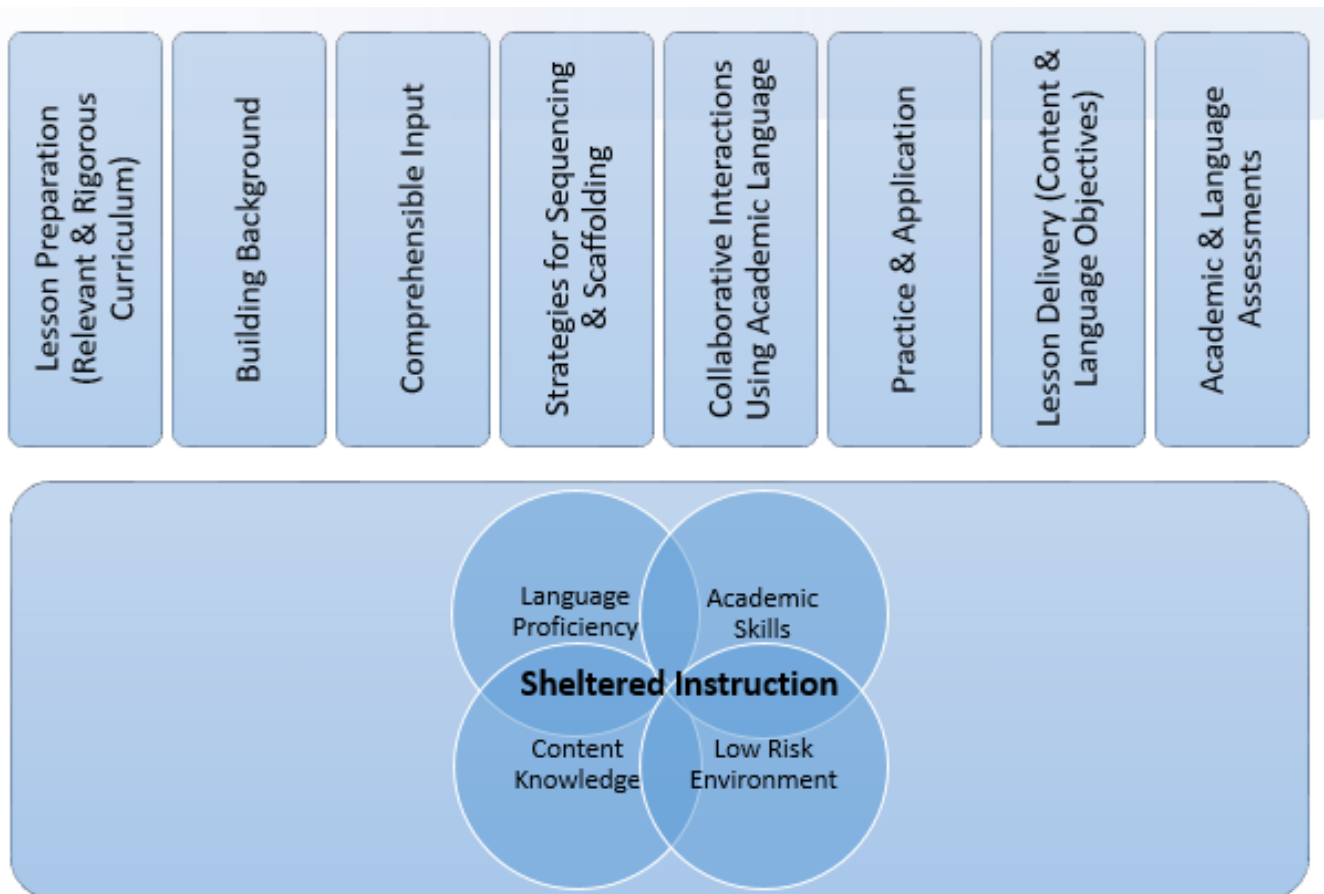 Lesson Preparation
(Relevant & Rigorous
Curriculum)
Building Background
Comprehensible Input
Strategies for Sequencing
& Scaffolding
Collaborative Interactions
Using Academic Language
Practice & Application
Lesson Delivery (Content &
Language Objectives)
Academic & Language
Assessments
Language
Proficiency
Academic
Skills
Sheltered Instruction
Content
Knowledge
Low Risk
Environment